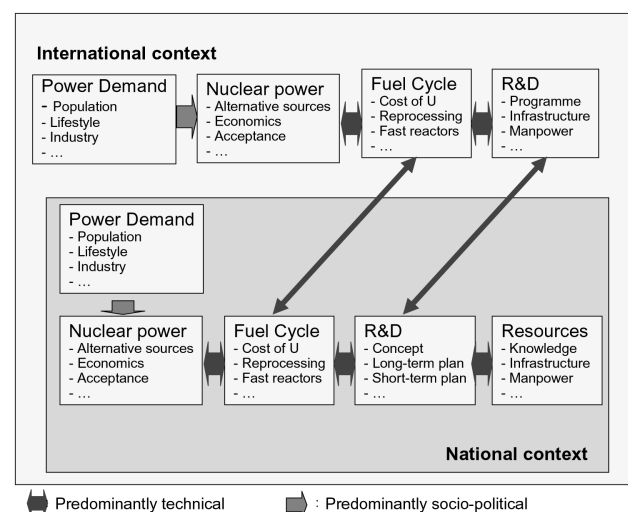 International context
Power Demand
- Population
- Lifestyle
- Industry
- ...
Nuclear power
- Alternative sources
- Economics
- Acceptance
- ...
Fuel Cycle
- Cost of U
- Reprocessing
- Fast reactors
- ...
R&D
- Programme
- Infrastructure
- Manpower
- ...
Power Demand
- Population
- Lifestyle
- Industry
- ...
Nuclear power
- Alternative sources
- Economics
- Acceptance
- ...
Fuel Cycle
- Cost of U
- Reprocessing
- Fast reactors
- ...
R&D
- Concept
- Long-term plan
- Short-term plan
- ...
Resources
- Knowledge
- Infrastructure
- Manpower
- ...
National context
Predominantly technical
: Predominantly socio-political